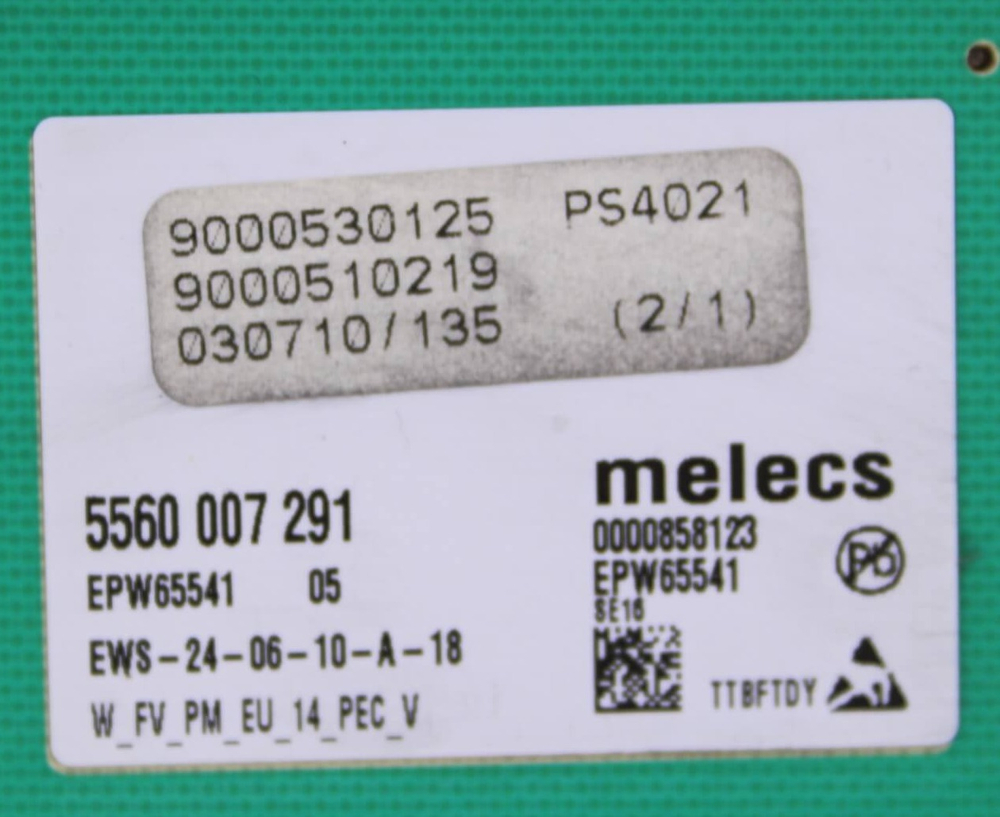 9000530125 PS4021
9000510219
030710/135 (2/1)
5560 007 291
EPW65541 05
EWS-24-06-10-A-18
W_FV_PM_EU_14_PEC_V
melecs
0000858123
EPW65541
SE16
Pb
TTBFTDY